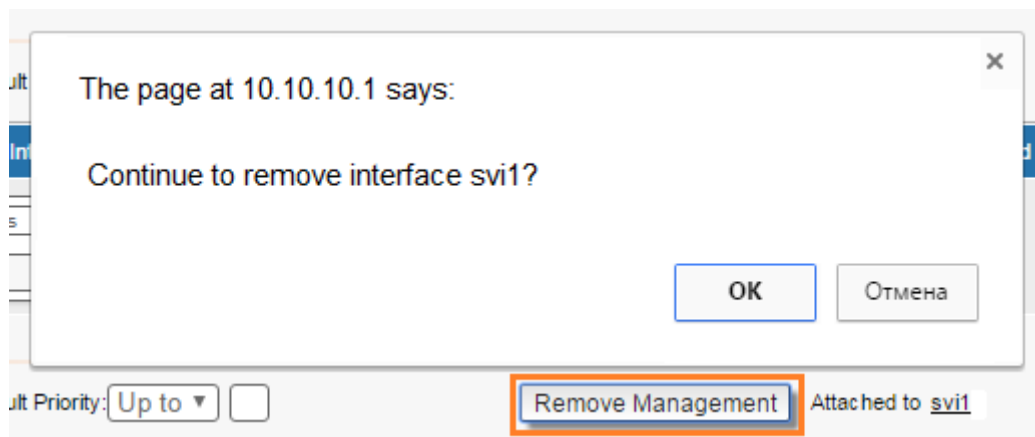 The page at 10.10.10.1 says:
Continue to remove interface svi1?
OK Отмена
Priority: Up to Remove Management Attached to svi1